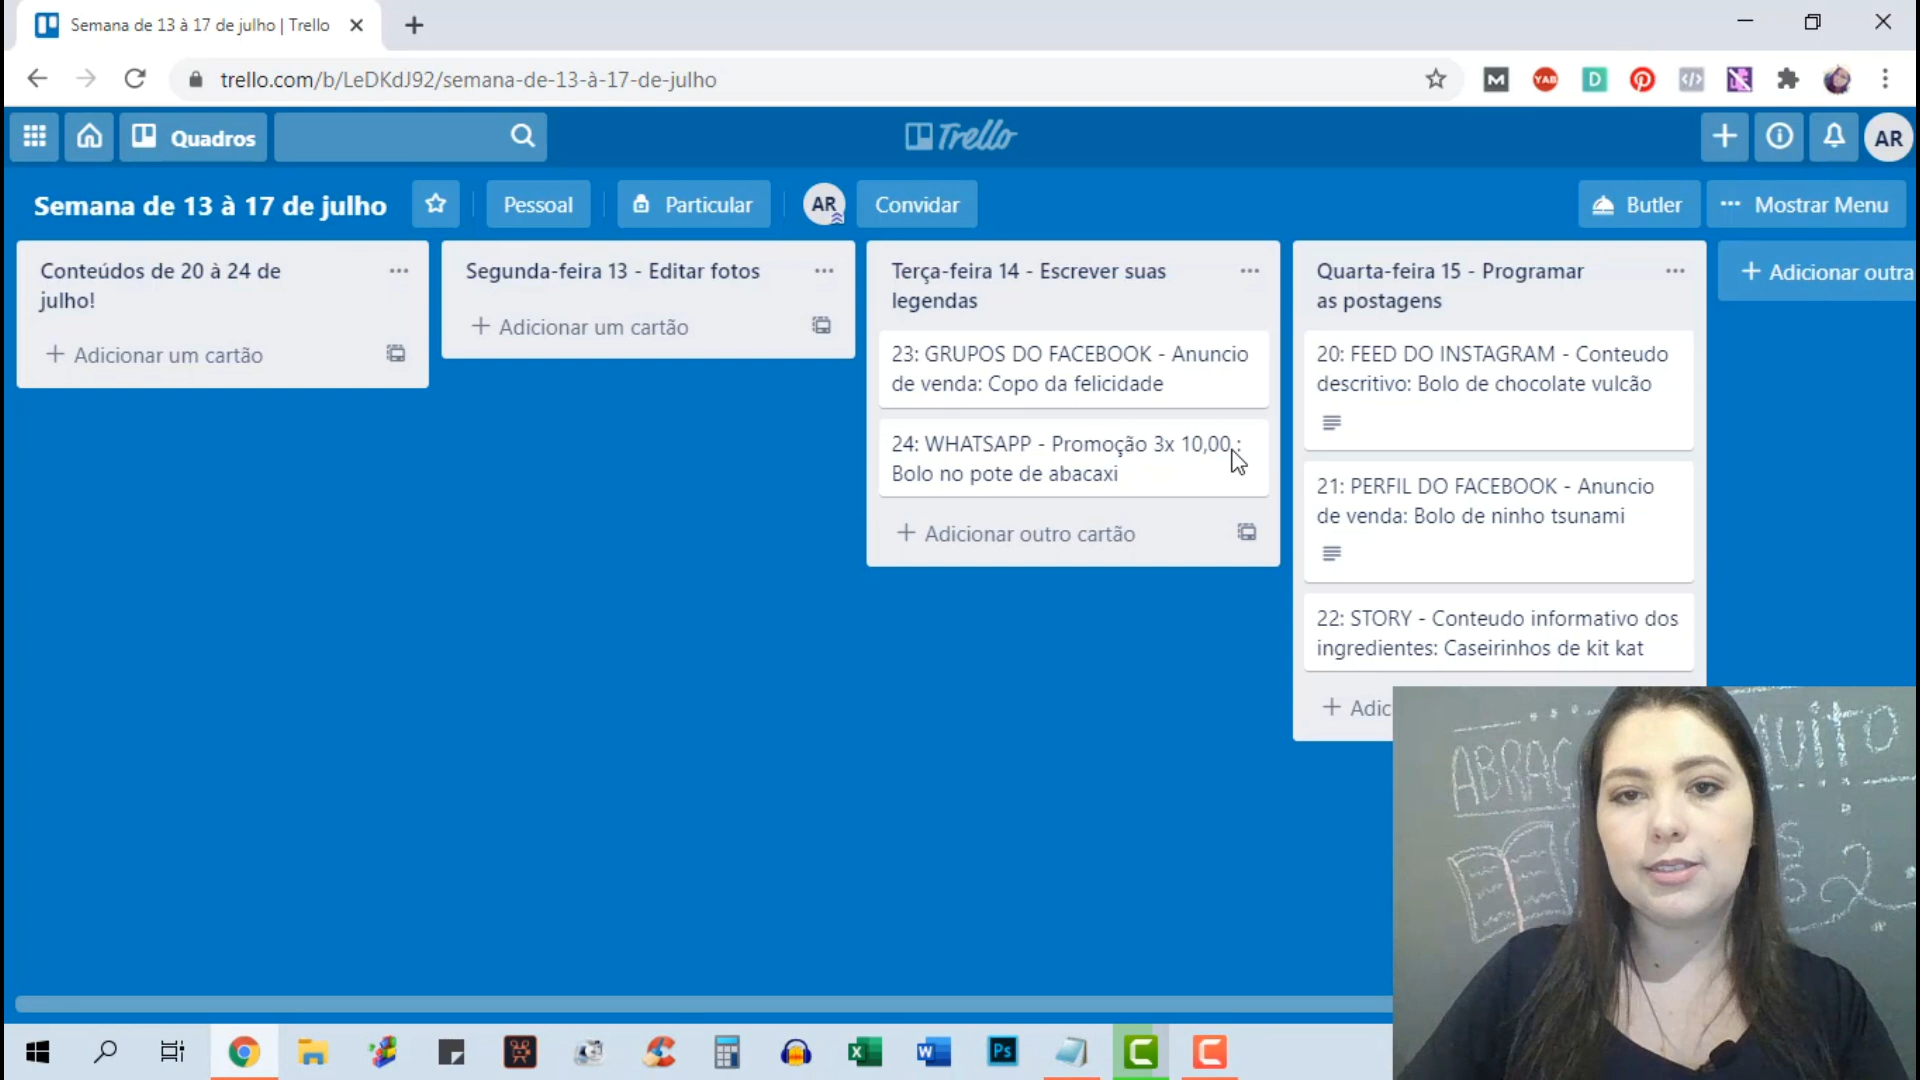 Semana de 13 à 17 de julho | Trello
trello.com/b/LeDKdJ92/semana-de-13-à-17-de-julho
M
YAB
D
</>
Quadros
Trello
AR
Semana de 13 à 17 de julho
Pessoal
Particular
AR
Convidar
Butler
Mostrar Menu
Conteúdos de 20 à 24 de
julho!
Adicionar um cartão
Segunda-feira 13 - Editar fotos
Adicionar um cartão
Terça-feira 14 - Escrever suas
legendas
23: GRUPOS DO FACEBOOK - Anuncio
de venda: Copo da felicidade
24: WHATSAPP - Promoção 3x 10,00 :
Bolo no pote de abacaxi
Adicionar outro cartão
Quarta-feira 15 - Programar
as postagens
20: FEED DO INSTAGRAM - Conteudo
descritivo: Bolo de chocolate vulcão
21: PERFIL DO FACEBOOK - Anuncio
de venda: Bolo de ninho tsunami
22: STORY - Conteudo informativo dos
ingredientes: Caseirinhos de kit kat
Adic
Adicionar outra
ABRAÇ
MUITO
Ps